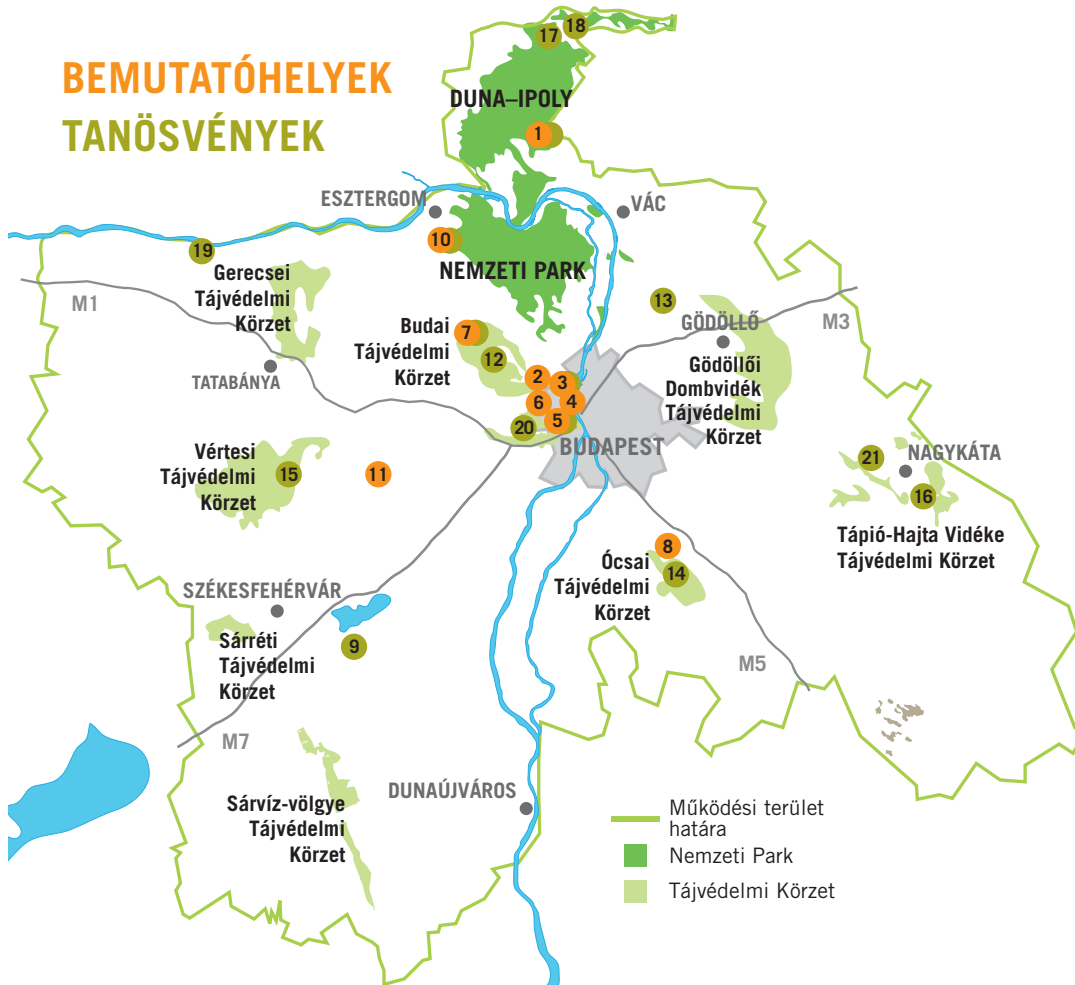 BEMUTATÓHELYEK
TANÖSVÉNYEK
17
18
DUNA–IPOLY
1
ESZTERGOM
VÁC
10
NEMZETI PARK
19
Gerecsei
Tájvédelmi
Körzet
M1
TATABÁNYA
Budai
Tájvédelmi
Körzet
7
12
13
GÖDÖLLŐ
M3
Gödöllői
Dombvidék
Tájvédelmi
Körzet
2
3
6
4
5
20
BUDAPEST
Vértesi
Tájvédelmi
Körzet
15
11
21
NAGYKÁTA
16
Tápió-Hajta Vidéke
Tájvédelmi Körzet
8
Ócsai
Tájvédelmi
Körzet
14
M5
SZÉKESFEHÉRVÁR
Sárréti
Tájvédelmi
Körzet
9
M7
Sárvíz-völgye
Tájvédelmi
Körzet
DUNAÚJVÁROS
Működési terület
határa
Nemzeti Park
Tájvédelmi Körzet